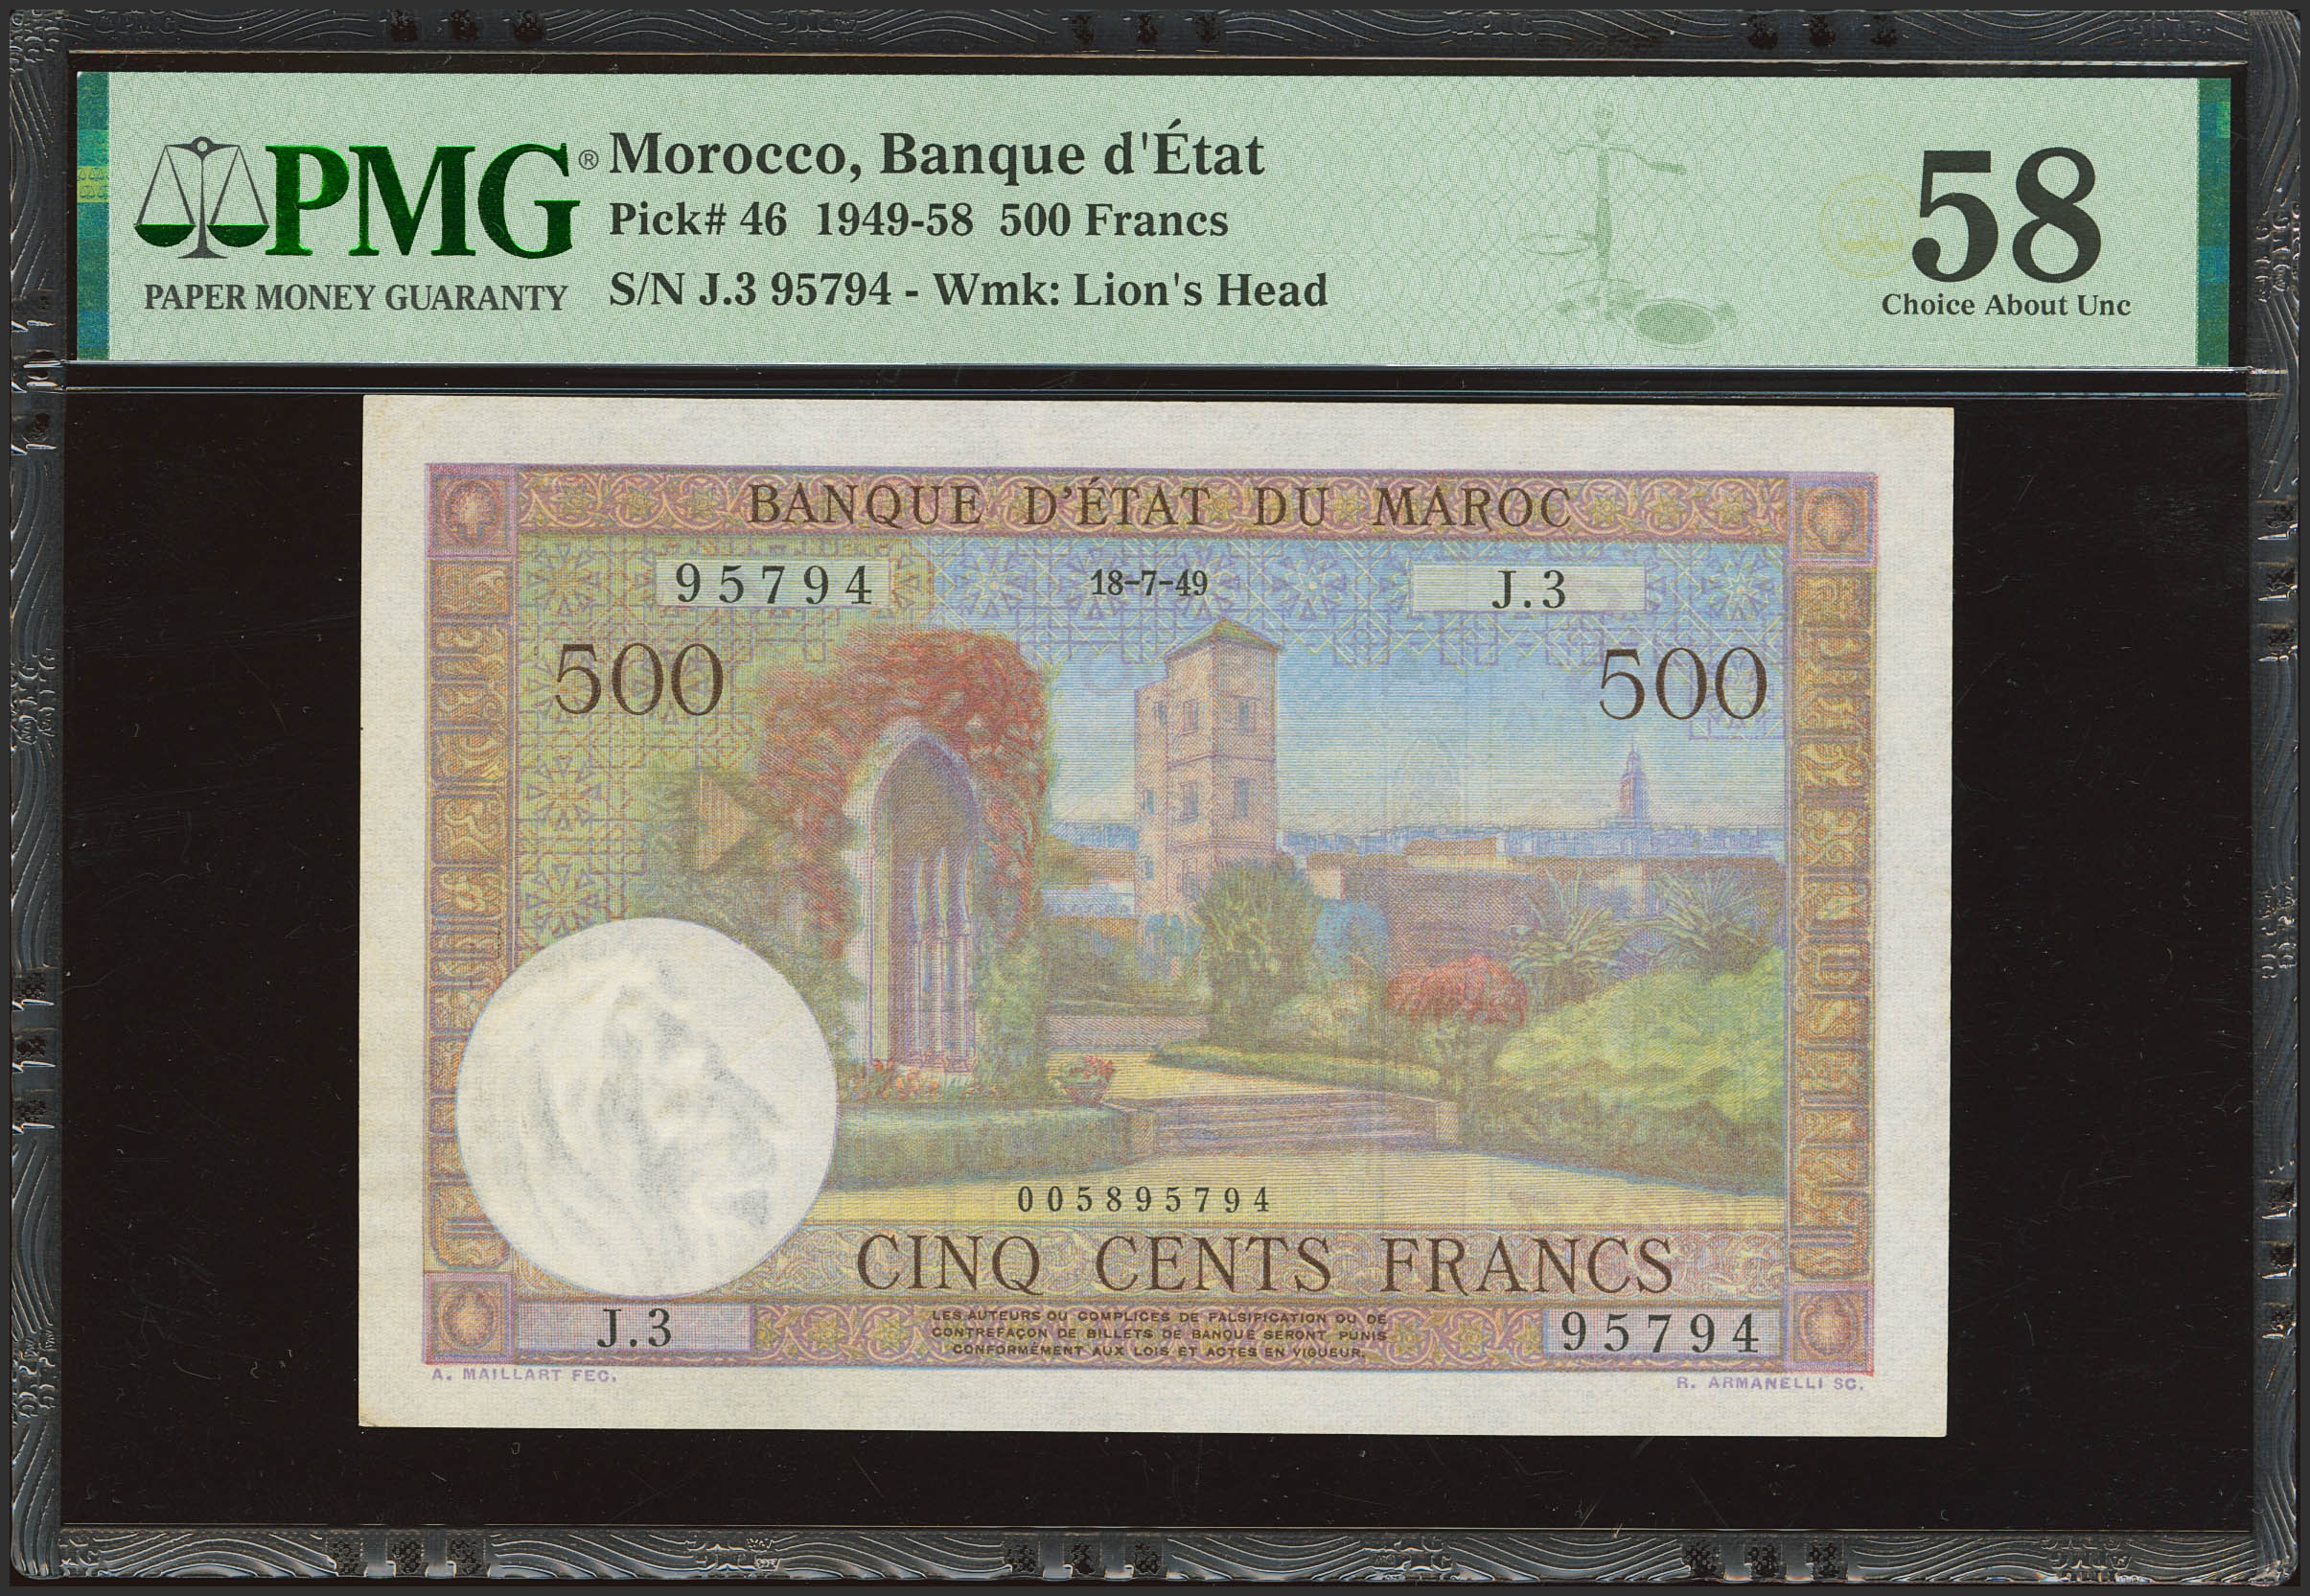 PMG®
PAPER MONEY GUARANTY
Morocco, Banque d'État
Pick# 46 1949-58 500 Francs
S/N J.3 95794 - Wmk: Lion's Head
58
Choice About Unc
BANQUE D'ÉTAT DU MAROC
95794 18-7-49 J.3
500 500
005895794
CINQ CENTS FRANCS
J.3
LES AUTEURS OU COMPLICES DE FALSIFICATION OU DE
CONTREFAÇON DE BILLETS DE BANQUE SERONT PUNIS
CONFORMÉMENT AUX LOIS ET ACTES EN VIGUEUR.
95794
A. MAILLART FEC.
R. ARMANELLI SC.